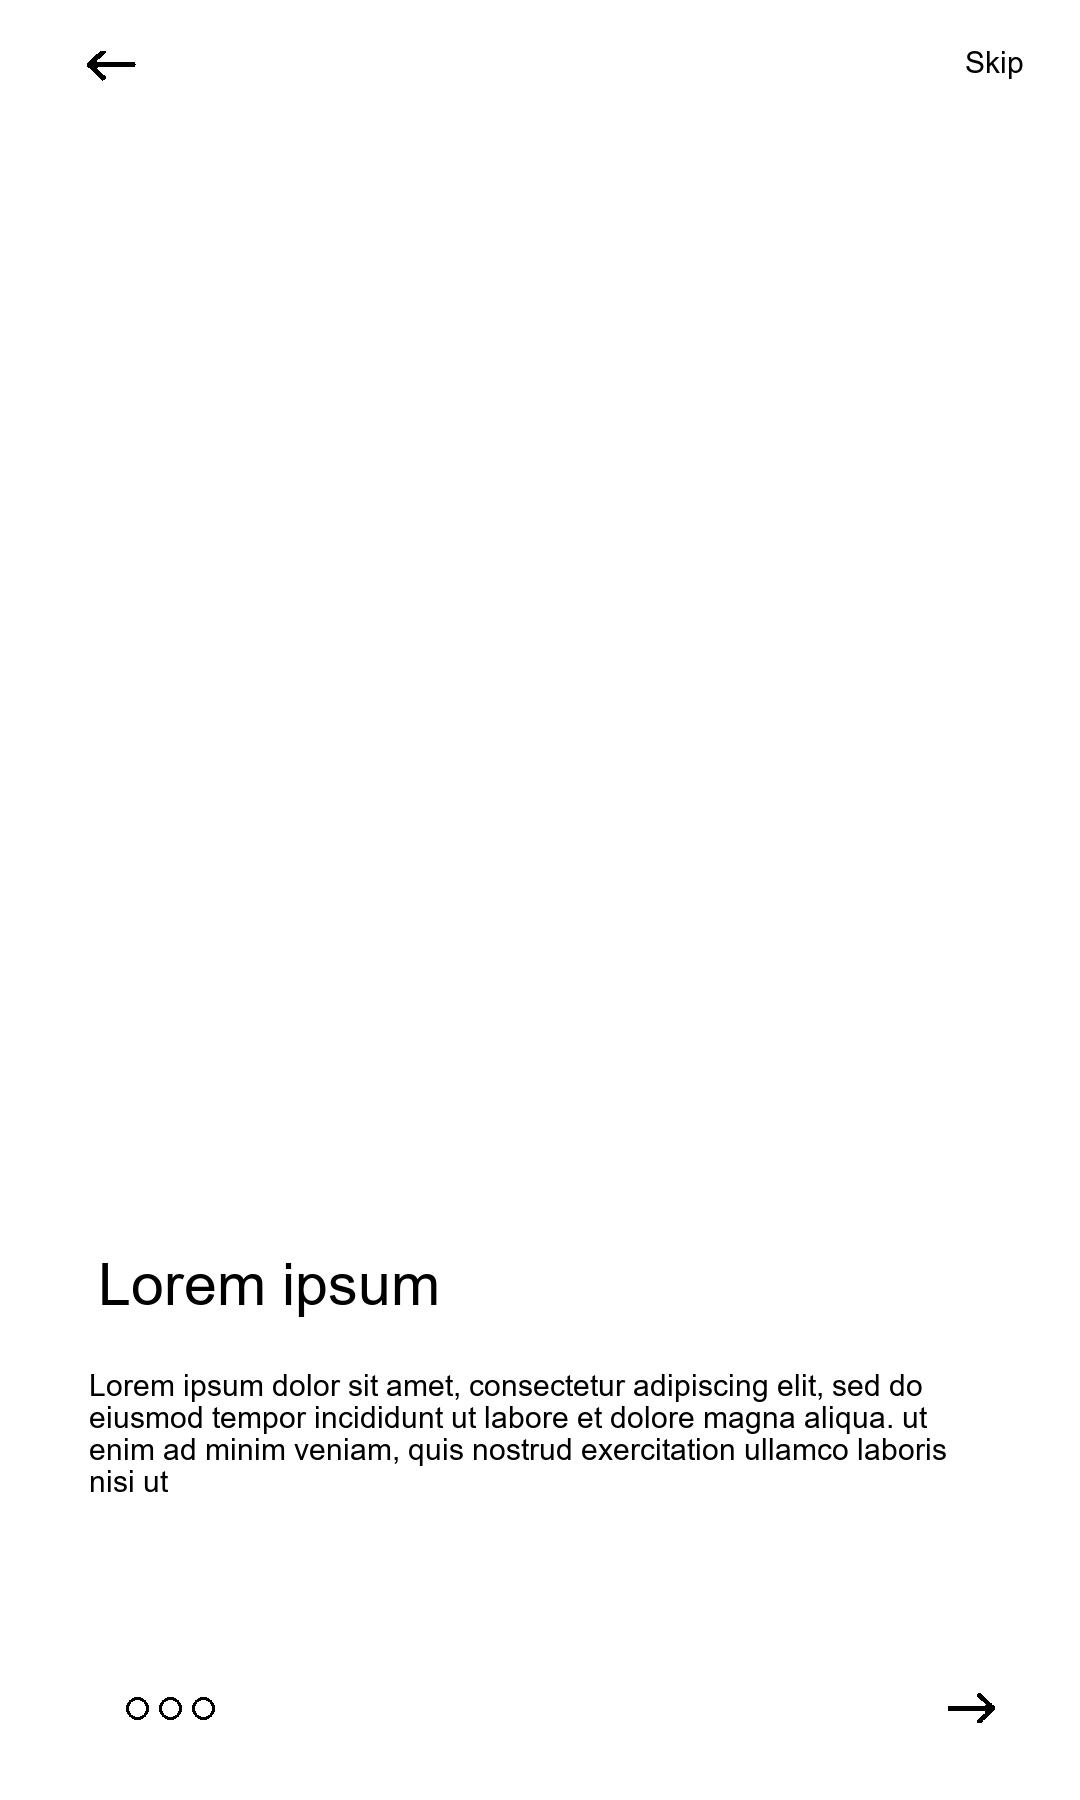 Skip
Lorem ipsum
Lorem ipsum dolor sit amet, consectetur adipiscing elit, sed do
eiusmod tempor incididunt ut labore et dolore magna aliqua. ut
enim ad minim veniam, quis nostrud exercitation ullamco laboris
nisi ut